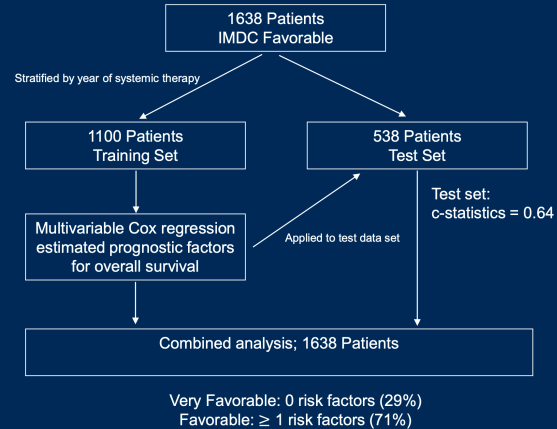 1638 Patients
IMDC Favorable
Stratified by year of systemic therapy
1100 Patients
Training Set
538 Patients
Test Set
Test set:
c-statistics = 0.64
Multivariable Cox regression
estimated prognostic factors
for overall survival
Applied to test data set
Combined analysis; 1638 Patients
Very Favorable: 0 risk factors (29%)
Favorable: ≥ 1 risk factors (71%)